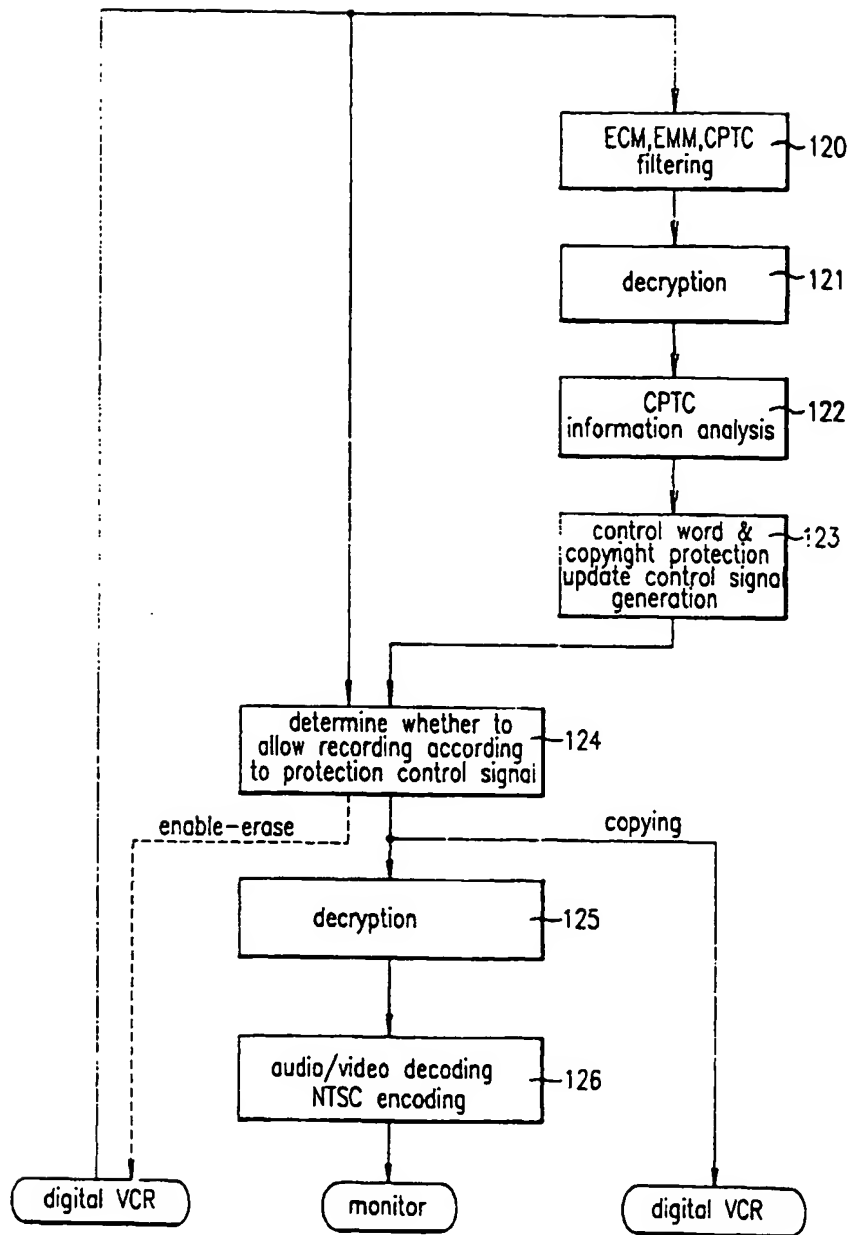 ECM,EMM,CPTC
filtering
120
decryption
121
CPTC
information analysis
122
control word &
copyright protection
update control signal
generation
123
determine whether to
allow recording according
to protection control signal
124
enable-erase
copying
decryption
125
audio/video decoding
NTSC encoding
126
digital VCR
monitor
digital VCR